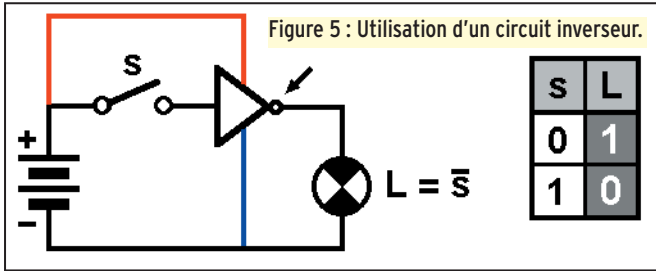 Figure 5 : Utilisation d'un circuit inverseur.
S
+
–
L = s̅
s L
0 1
1 0